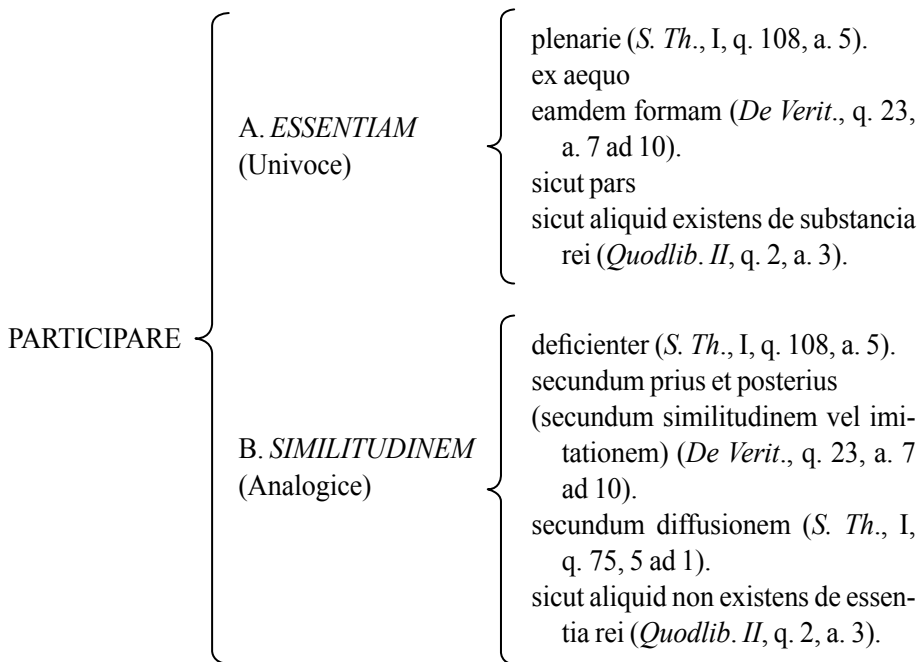 plenarie (S. Th., I, q. 108, a. 5).
ex aequo
A. ESSENTIAM
(Univoce)
eamdem formam (De Verit., q. 23,
a. 7 ad 10).
sicut pars
sicut aliquid existens de substancia
rei (Quodlib. II, q. 2, a. 3).
PARTICIPARE
deficienter (S. Th., I, q. 108, a. 5).
secundum prius et posterius
(secundum similitudinem vel imi-
tationem) (De Verit., q. 23, a. 7
ad 10).
B. SIMILITUDINEM
(Analogice)
secundum diffusionem (S. Th., I,
q. 75, 5 ad 1).
sicut aliquid non existens de essen-
tia rei (Quodlib. II, q. 2, a. 3).